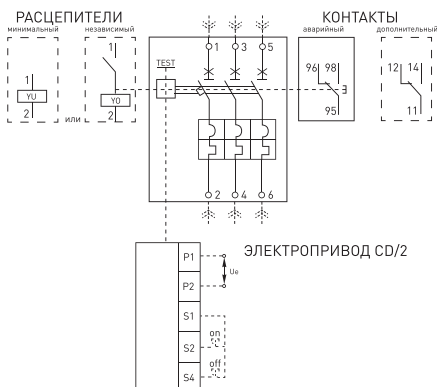 РАСЦЕПИТЕЛИ
минимальный
независимый
КОНТАКТЫ
аварийный
дополнительный
1
YU
2
или
1
YO
2
TEST
1 3 5
2 4 6
96 98
95
12 14
11
ЭЛЕКТРОПРИВОД CD/2
P1
Ue
P2
S1
on
S2
off
S4